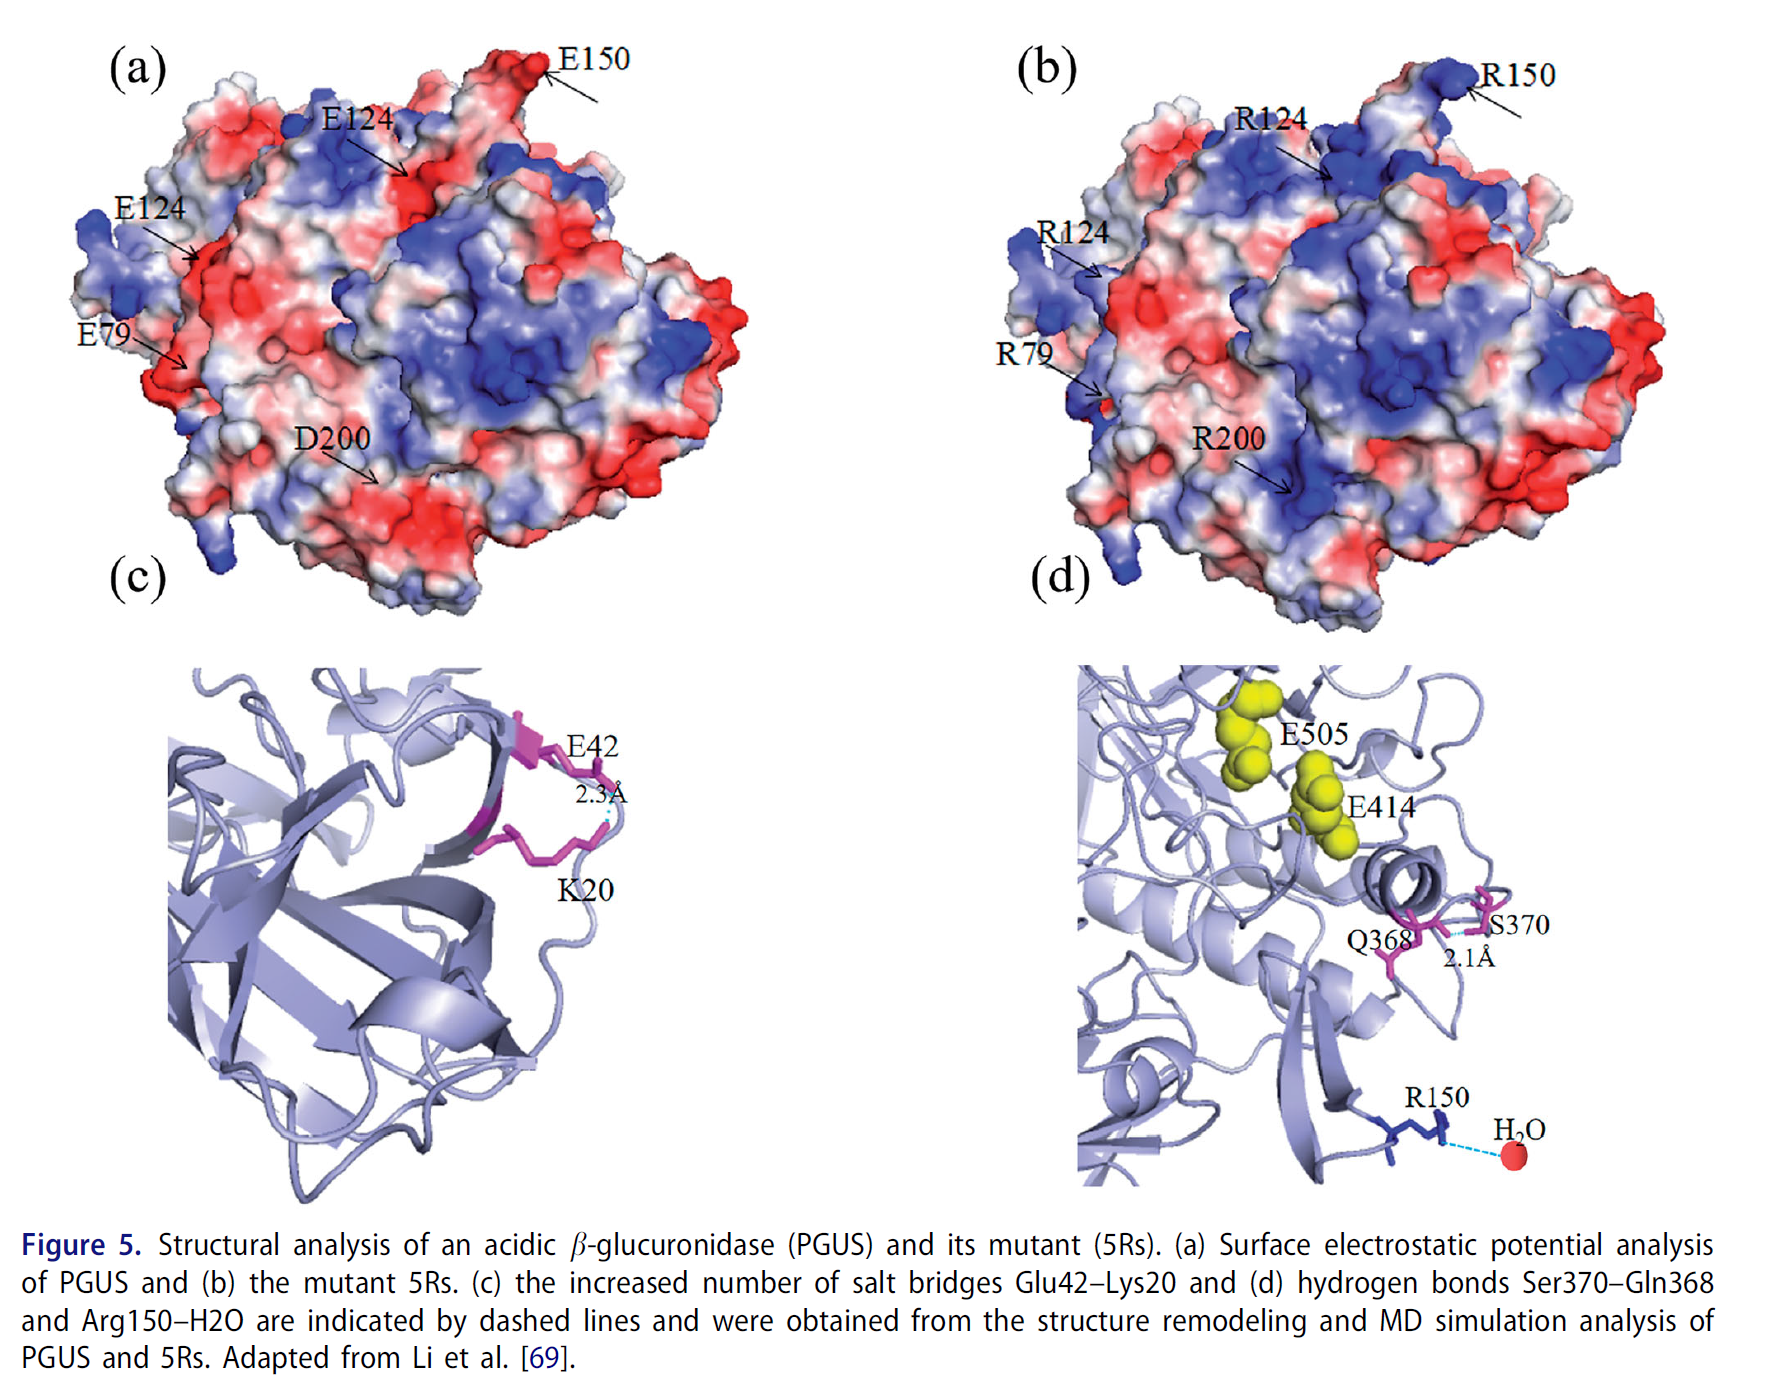 (a)
E150
E124
E124
E79
D200
(b)
R150
R124
R124
R79
R200
(c)
E42
2.3Å
K20
(d)
E505
E414
Q368
S370
2.1Å
R150
H2O
Figure 5. Structural analysis of an acidic β-glucuronidase (PGUS) and its mutant (5Rs). (a) Surface electrostatic potential analysis
of PGUS and (b) the mutant 5Rs. (c) the increased number of salt bridges Glu42–Lys20 and (d) hydrogen bonds Ser370–Gln368
and Arg150–H2O are indicated by dashed lines and were obtained from the structure remodeling and MD simulation analysis of
PGUS and 5Rs. Adapted from Li et al. [69].